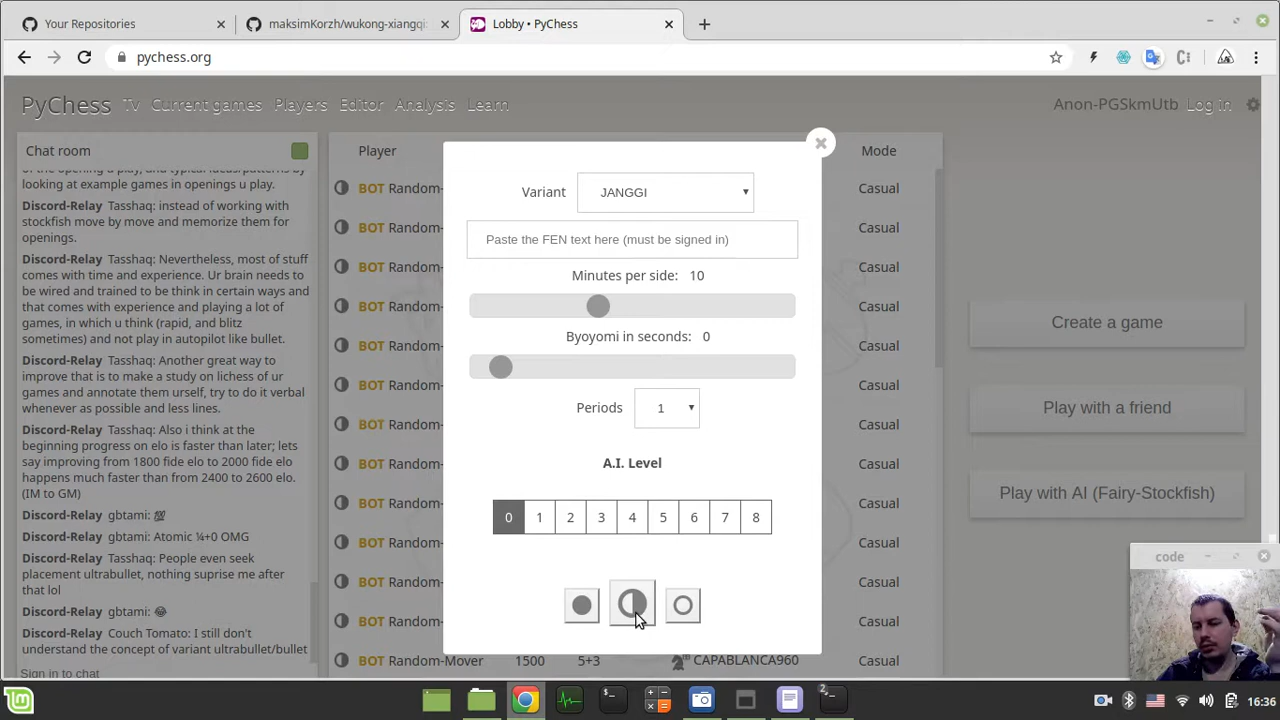 Your Repositories
maksimKorzh/wukong-xiangqi:
Lobby • PyChess
pychess.org
PyChess
Tv
Current games
Players
Editor
Analysis
Learn
Anon-PGSkmUtb
Log in
Chat room
of the opening u play, and typical ideas/patterns by
looking at example games in openings u play.
Discord-Relay Tasshaq: instead of working with
stockfish move by move and memorize them for
openings.
Discord-Relay Tasshaq: Nevertheless, most of stuff
comes with time and experience. Ur brain needs to
be wired and trained to be think in certain ways and
that comes with experience and playing a lot of
games, in which u think (rapid, and blitz
sometimes) and not play in autopilot like bullet.
Discord-Relay Tasshaq: Another great way to
improve that is to make a study on lichess of ur
games and annotate them urself, try to do it verbal
whenever as possible and less lines.
Discord-Relay Tasshaq: Also i think at the
beginning progress on elo is faster than later; lets
say improving from 1800 fide elo to 2000 fide elo
happens much faster than from 2400 to 2600 elo.
(IM to GM)
Discord-Relay gbtami: 💯
Discord-Relay gbtami: Atomic ¼+0 OMG
Discord-Relay Tasshaq: People even seek
placement ultrabullet, nothing suprise me after
that lol
Discord-Relay gbtami: 😂
Discord-Relay Couch Tomato: I still don't
understand the concept of variant ultrabullet/bullet
Sign in to chat
Player
Mode
BOT Random-
Casual
BOT Random-
Casual
BOT Random-
Casual
BOT Random-
Casual
BOT Random-
Casual
BOT Random-
Casual
BOT Random-
Casual
BOT Random-
Casual
BOT Random-
Casual
BOT Random-
Casual
BOT Random-
Casual
BOT Random-
Casual
BOT Random-Mover 1500 5+3 CAPABLANCA960 Casual
Variant JANGGI
Paste the FEN text here (must be signed in)
Minutes per side: 10
Byoyomi in seconds: 0
Periods 1
A.I. Level
0 1 2 3 4 5 6 7 8
Create a game
Play with a friend
Play with AI (Fairy-Stockfish)
code
16:36